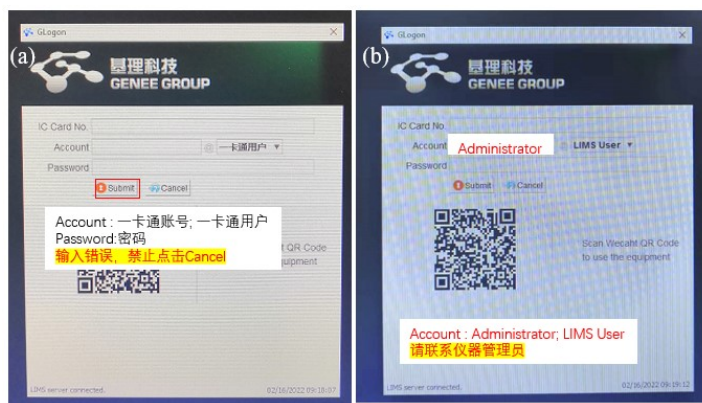 (a)
GLogon
基理科技
GENEE GROUP
IC Card No.
Account @ 一卡通用户
Password
Submit Cancel
Account : 一卡通账号; 一卡通用户
Password:密码
输入错误，禁止点击Cancel
t QR Code
quipment
LIMS server connected.
02/16/2022 09:18:07
(b)
GLogon
基理科技
GENEE GROUP
IC Card No
Account Administrator @ LIMS User
Password
Submit Cancel
Scan Wecaht QR Code
to use the equipment
Account : Administrator; LIMS User
请联系仪器管理员
LIMS server connected.
02/16/2022 09:19:12